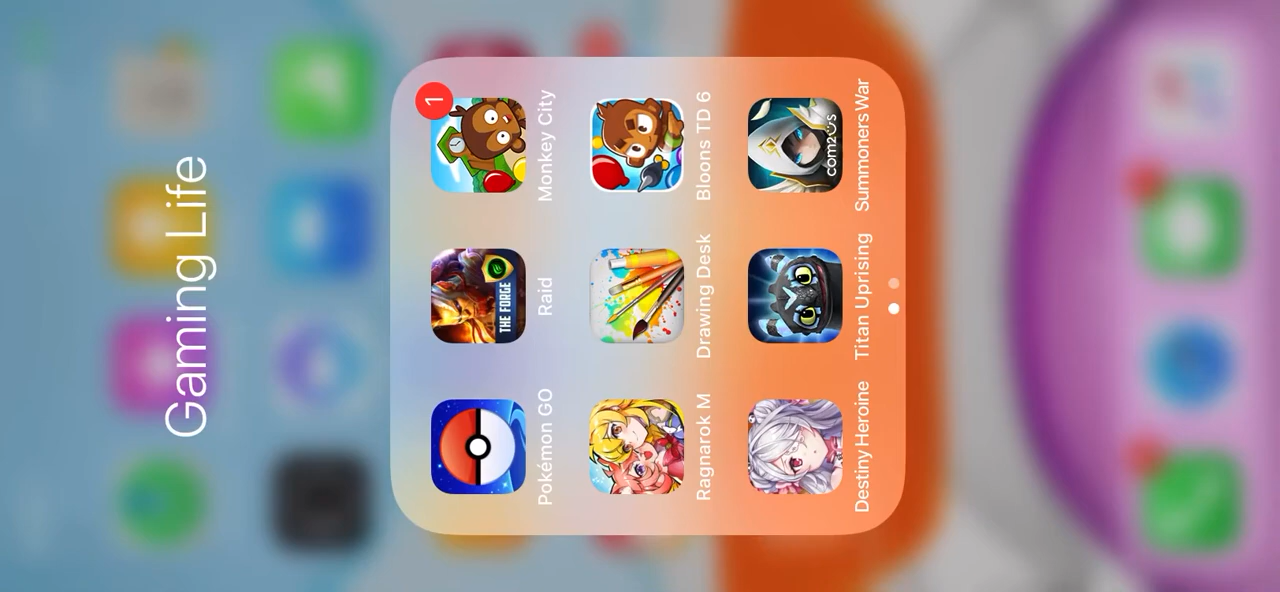 Gaming Life
1
THE FORGE
Pokémon GO Raid Monkey City
Ragnarok M Drawing Desk Bloons TD 6
com2us
Destiny Heroine Titan Uprising Summoners War